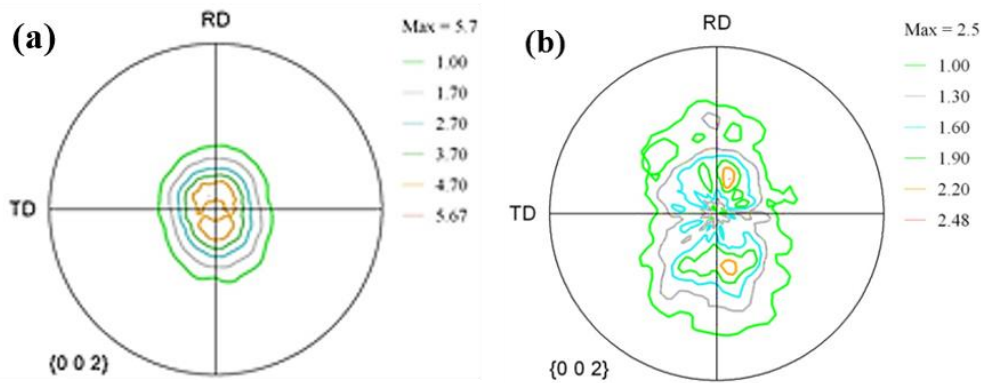 (a)
RD
TD
{0 0 2}
Max = 5.7
1.00
1.70
2.70
3.70
4.70
5.67
(b)
RD
TD
{0 0 2}
Max = 2.5
1.00
1.30
1.60
1.90
2.20
2.48